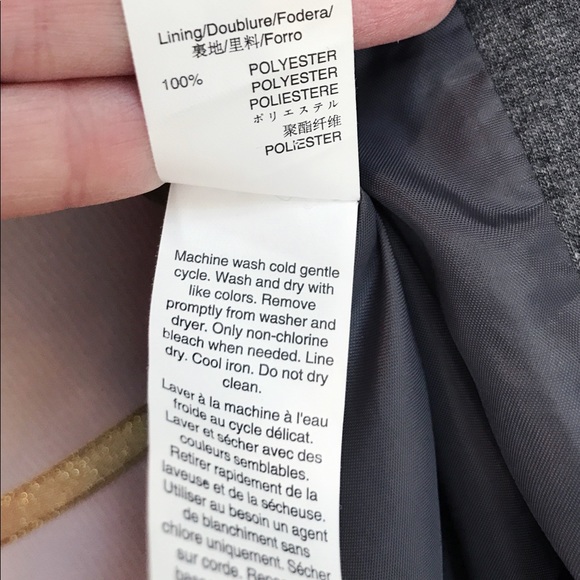 Lining/Doublure/Fodera/
裏地/里料/Forro
100% POLYESTER
POLYESTER
POLIESTERE
ポリエステル
聚酯纤维
POLIESTER
Machine wash cold gentle
cycle. Wash and dry with
like colors. Remove
promptly from washer and
dryer. Only non-chlorine
bleach when needed. Line
dry. Cool iron. Do not dry
clean.
Laver à la machine à l'eau
froide au cycle délicat.
Laver et sécher avec des
couleurs semblables.
Retirer rapidement de la
laveuse et de la sécheuse.
Utiliser au besoin un agent
de blanchiment sans
chlore uniquement. Sécher
sur corde.